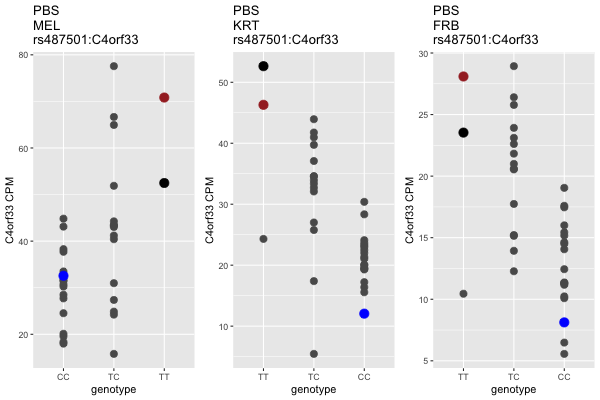 PBS
MEL
rs487501:C4orf33
C4orf33 CPM
80
60
40
20
CC
TC
TT
genotype
PBS
KRT
rs487501:C4orf33
C4orf33 CPM
50
40
30
20
10
TT
TC
CC
genotype
PBS
FRB
rs487501:C4orf33
C4orf33 CPM
30
25
20
15
10
5
TT
TC
CC
genotype